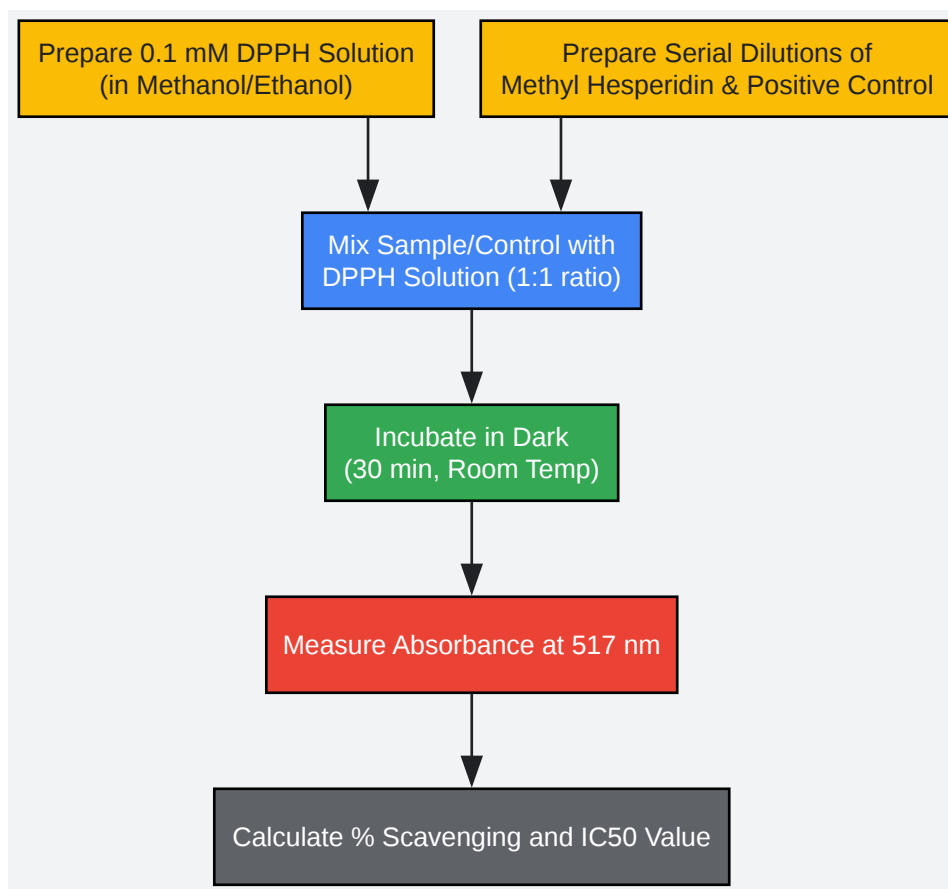 Prepare 0.1 mM DPPH Solution
(in Methanol/Ethanol)
Prepare Serial Dilutions of
Methyl Hesperidin & Positive Control
Mix Sample/Control with
DPPH Solution (1:1 ratio)
Incubate in Dark
(30 min, Room Temp)
Measure Absorbance at 517 nm
Calculate % Scavenging and IC50 Value